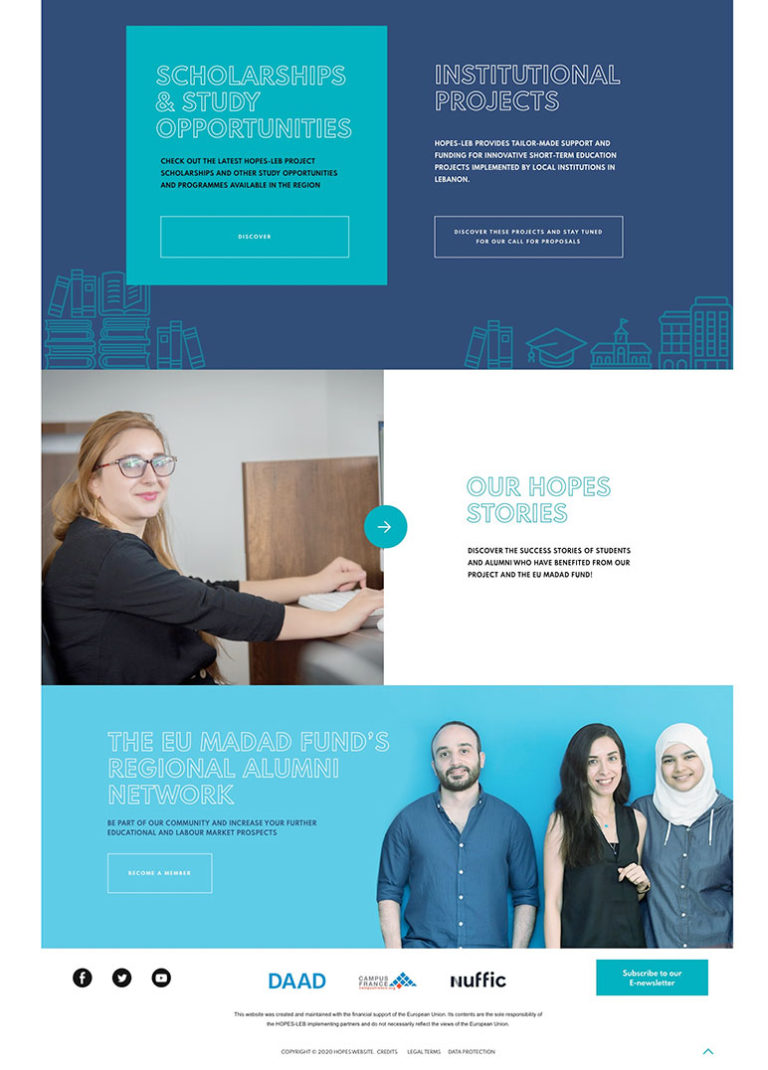 SCHOLARSHIPS
& STUDY
OPPORTUNITIES
CHECK OUT THE LATEST HOPES-LEB PROJECT
SCHOLARSHIPS AND OTHER STUDY OPPORTUNITIES
AND PROGRAMMES AVAILABLE IN THE REGION
DISCOVER
INSTITUTIONAL
PROJECTS
HOPES-LEB PROVIDES TAILOR-MADE SUPPORT AND
FUNDING FOR INNOVATIVE SHORT-TERM EDUCATION
PROJECTS IMPLEMENTED BY LOCAL INSTITUTIONS IN
LEBANON.
DISCOVER THESE PROJECTS AND STAY TUNED
FOR OUR CALL FOR PROPOSALS
OUR HOPES
STORIES
DISCOVER THE SUCCESS STORIES OF STUDENTS
AND ALUMNI WHO HAVE BENEFITED FROM OUR
PROJECT AND THE EU MADAD FUND!
THE EU MADAD FUND'S
REGIONAL ALUMNI
NETWORK
BE PART OF OUR COMMUNITY AND INCREASE YOUR FURTHER
EDUCATIONAL AND LABOUR MARKET PROSPECTS
BECOME A MEMBER
DAAD
CAMPUS
FRANCE
nuffic
Subscribe to our
E-newsletter
This website was created and maintained with the financial support of the European Union. Its contents are the sole responsibility of
the HOPES-LEB implementing partners and do not necessarily reflect the views of the European Union.
COPYRIGHT © 2020 HOPES WEBSITE. CREDITS LEGAL TERMS DATA PROTECTION